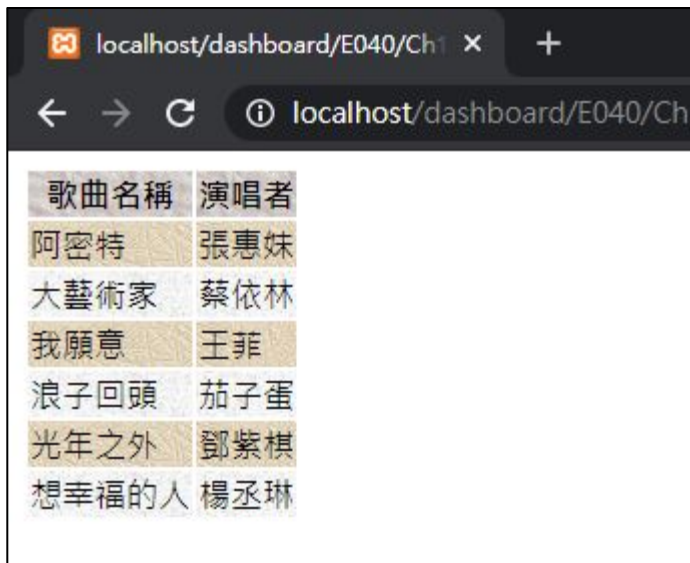 localhost/dashboard/E040/Ch1
localhost/dashboard/E040/Ch
歌曲名稱 演唱者
阿密特 張惠妹
大藝術家 蔡依林
我願意 王菲
浪子回頭 茄子蛋
光年之外 鄧紫棋
想幸福的人 楊丞琳